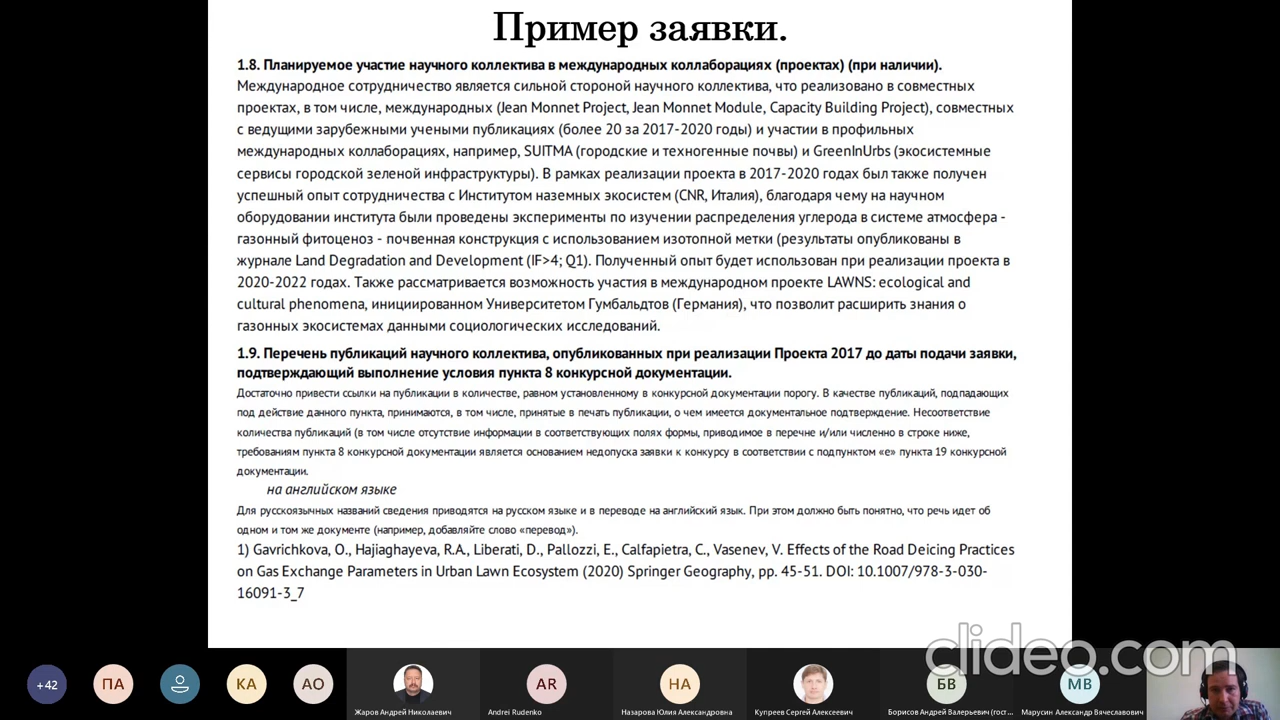 Пример заявки.
1.8. Планируемое участие научного коллектива в международных коллаборациях (проектах) (при наличии).
Международное сотрудничество является сильной стороной научного коллектива, что реализовано в совместных
проектах, в том числе, международных (Jean Monnet Project, Jean Monnet Module, Capacity Building Project), совместных
с ведущими зарубежными учеными публикациях (более 20 за 2017-2020 годы) и участии в профильных
международных коллаборациях, например, SUITMA (городские и техногенные почвы) и GreenInUrbs (экосистемные
сервисы городской зеленой инфраструктуры). В рамках реализации проекта в 2017-2020 годах был также получен
успешный опыт сотрудничества с Институтом наземных экосистем (CNR, Италия), благодаря чему на научном
оборудовании института были проведены эксперименты по изучении распределения углерода в системе атмосфера -
газонный фитоценоз - почвенная конструкция с использованием изотопной метки (результаты опубликованы в
журнале Land Degradation and Development (IF>4; Q1). Полученный опыт будет использован при реализации проекта в
2020-2022 годах. Также рассматривается возможность участия в международном проекте LAWNS: ecological and
cultural phenomena, инициированном Университетом Гумбальдтов (Германия), что позволит расширить знания о
газонных экосистемах данными социологических исследований.
1.9. Перечень публикаций научного коллектива, опубликованных при реализации Проекта 2017 до даты подачи заявки,
подтверждающий выполнение условия пункта 8 конкурсной документации.
Достаточно привести ссылки на публикации в количестве, равном установленному в конкурсной документации порогу. В качестве публикаций, подпадающих
под действие данного пункта, принимаются, в том числе, принятые в печать публикации, о чем имеется документальное подтверждение. Несоответствие
количества публикаций (в том числе отсутствие информации в соответствующих полях формы, приводимое в перечне и/или численно в строке ниже,
требованиям пункта 8 конкурсной документации является основанием недопуска заявки к конкурсу в соответствии с подпунктом «е» пункта 19 конкурсной
документации.
на английском языке
Для русскоязычных названий сведения приводятся на русском языке и в переводе на английский язык. При этом должно быть понятно, что речь идет об
одном и том же документе (например, добавляйте слово «перевод»).
1) Gavrichkova, O., Hajiaghayeva, R.A., Liberati, D., Pallozzi, E., Calfapietra, C., Vasenev, V. Effects of the Road Deicing Practices
on Gas Exchange Parameters in Urban Lawn Ecosystem (2020) Springer Geography, pp. 45-51. DOI: 10.1007/978-3-030-
16091-3_7
clideo.com
+42 ПА КА АО AR НА БВ МВ
Жаров Андрей Николаевич Andrei Rudenko Назарова Юлия Александровна Купреев Сергей Алексеевич Борисов Андрей Валерьевич (гост... Марусин Александр Вячеславович